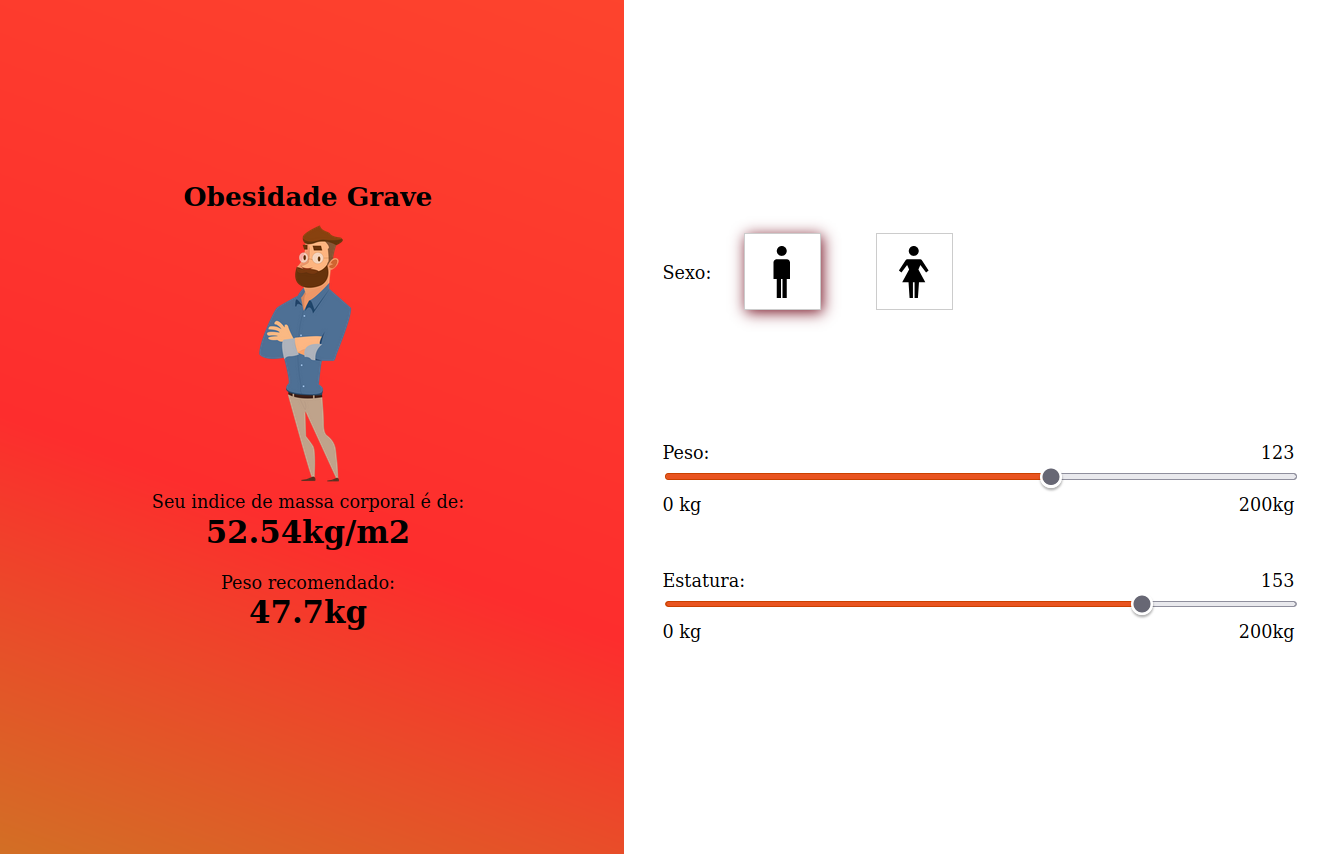 Obesidade Grave
Seu indice de massa corporal é de:
52.54kg/m2
Peso recomendado:
47.7kg
Sexo:
Peso: 123
0 kg 200kg
Estatura: 153
0 kg 200kg